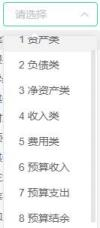 请选择
1 资产类
2 负债类
3 净资产类
4 收入类
5 费用类
6 预算收入
7 预算支出
8 预算结余